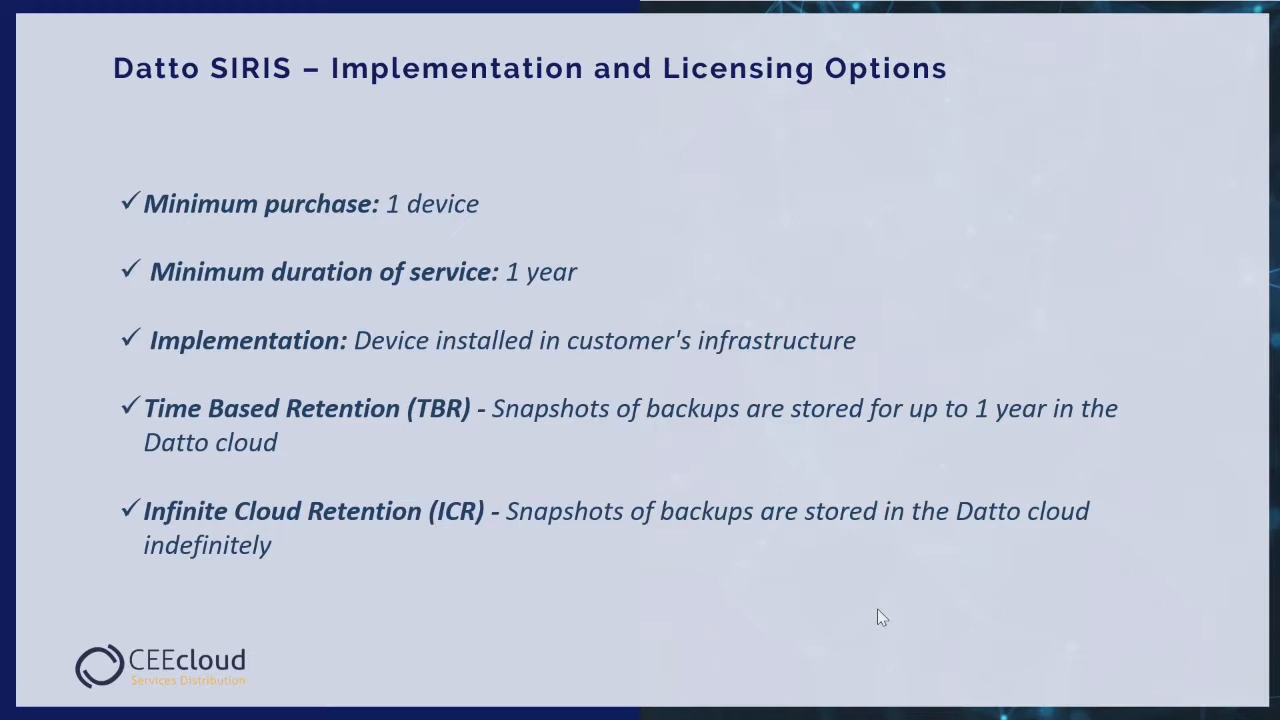 Datto SIRIS – Implementation and Licensing Options
✓Minimum purchase: 1 device
✓ Minimum duration of service: 1 year
✓ Implementation: Device installed in customer's infrastructure
✓Time Based Retention (TBR) - Snapshots of backups are stored for up to 1 year in the
Datto cloud
✓Infinite Cloud Retention (ICR) - Snapshots of backups are stored in the Datto cloud
indefinitely
CEEcloud
Services Distribution